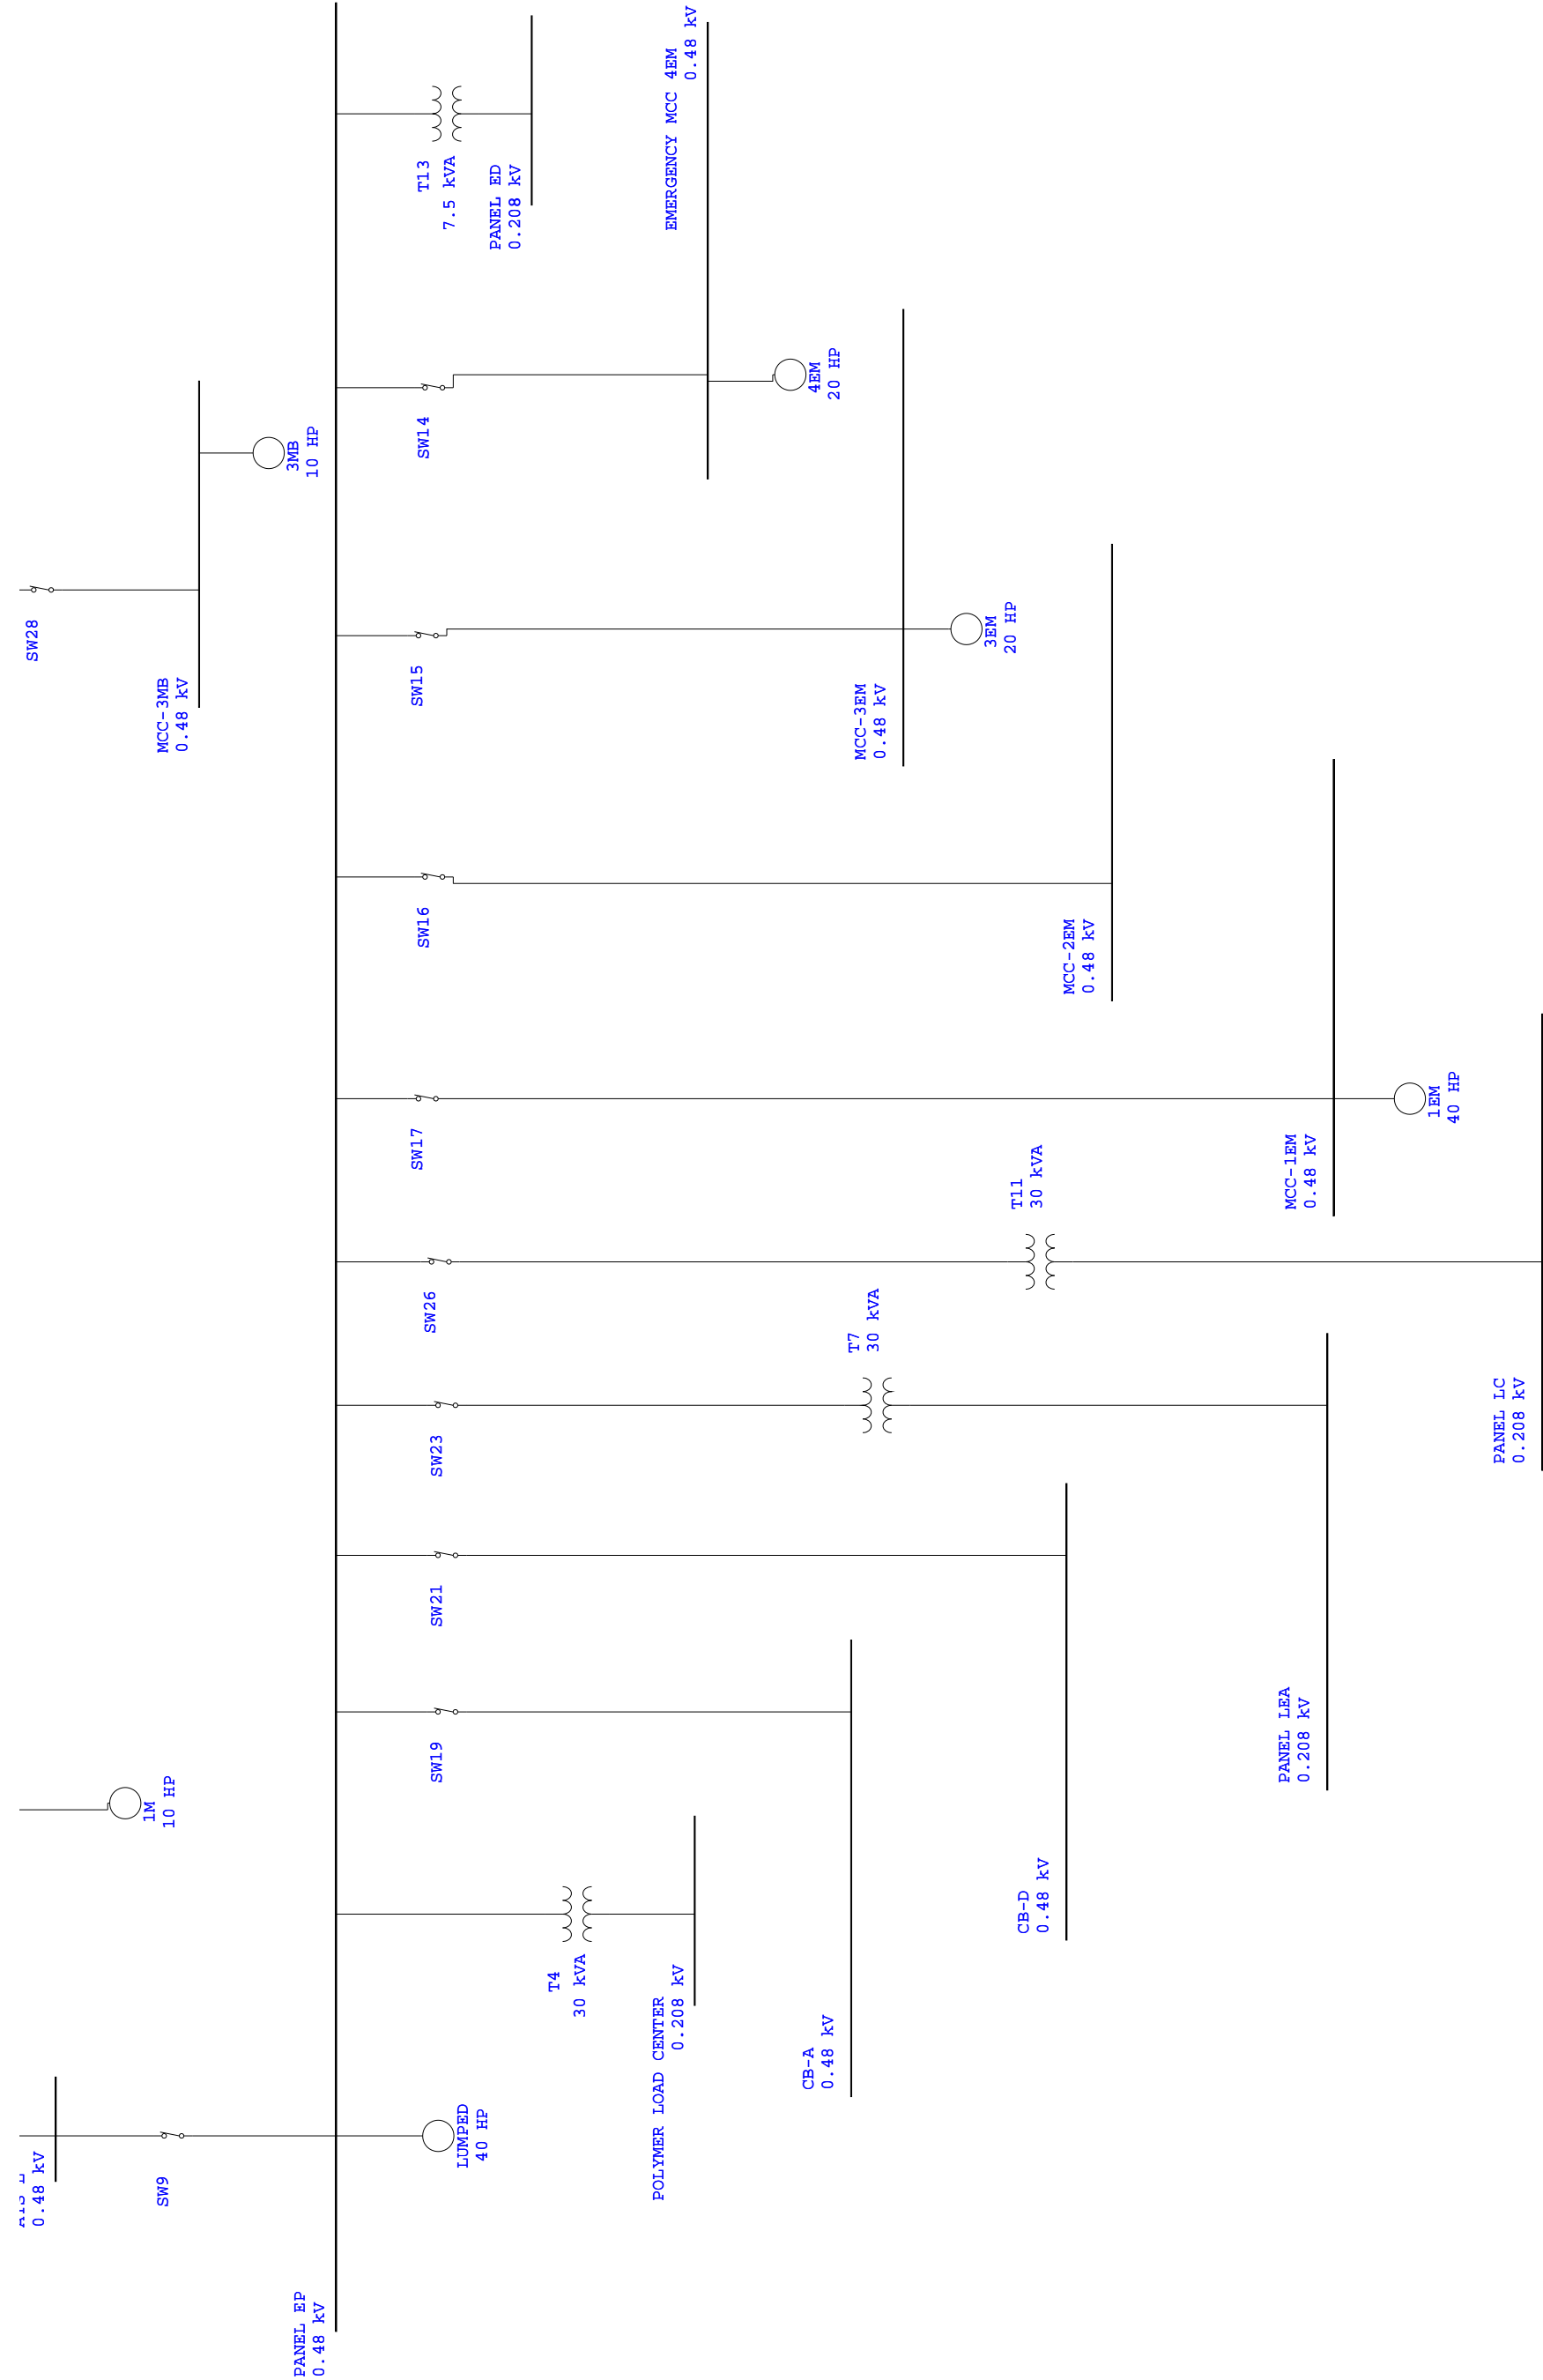 SW28
MCC-3MB
0.48 kV
3MB
10 HP
1M
10 HP
0.48 kV
SW9
PANEL EP
0.48 kV
LUMPED
40 HP
T4
30 kVA
POLYMER LOAD CENTER
0.208 kV
SW19
CB-A
0.48 kV
SW21
CB-D
0.48 kV
SW23
T7
30 kVA
PANEL LEA
0.208 kV
SW26
T11
30 kVA
PANEL LC
0.208 kV
SW17
MCC-1EM
0.48 kV
1EM
40 HP
SW16
MCC-2EM
0.48 kV
SW15
MCC-3EM
0.48 kV
3EM
20 HP
SW14
EMERGENCY MCC 4EM
0.48 kV
4EM
20 HP
T13
7.5 kVA
PANEL ED
0.208 kV